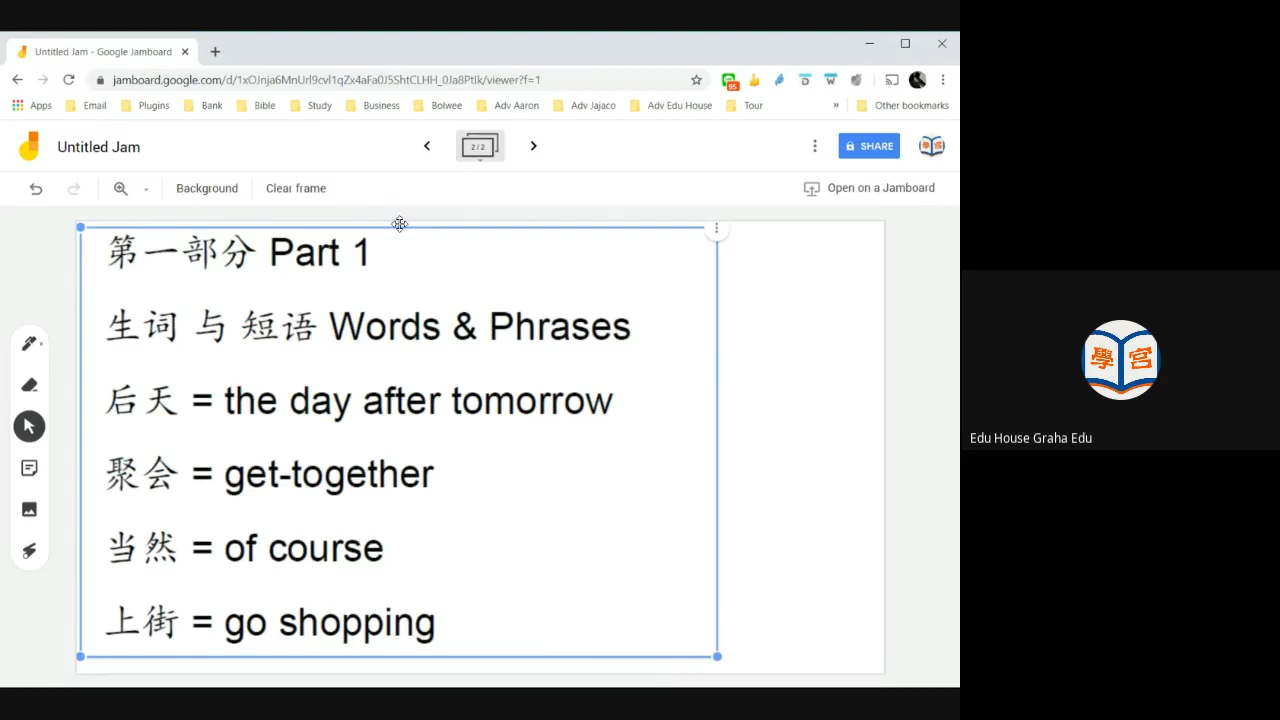 Untitled Jam - Google Jamboard
jamboard.google.com/d/1xOJnja6MnUrl9cvl1qZx4aFa0J5ShtCLHH_0Ja8PtIk/viewer?f=1
95
Apps Email Plugins Bank Bible Study Business Bolwee Adv Aaron Adv Jajaco Adv Edu House Tour » Other bookmarks
Untitled Jam
2/2
SHARE
Background Clear frame
Open on a Jamboard
第一部分 Part 1
生词 与 短语 Words & Phrases
后天 = the day after tomorrow
聚会 = get-together
当然 = of course
上街 = go shopping
學 宮
Edu House Graha Edu